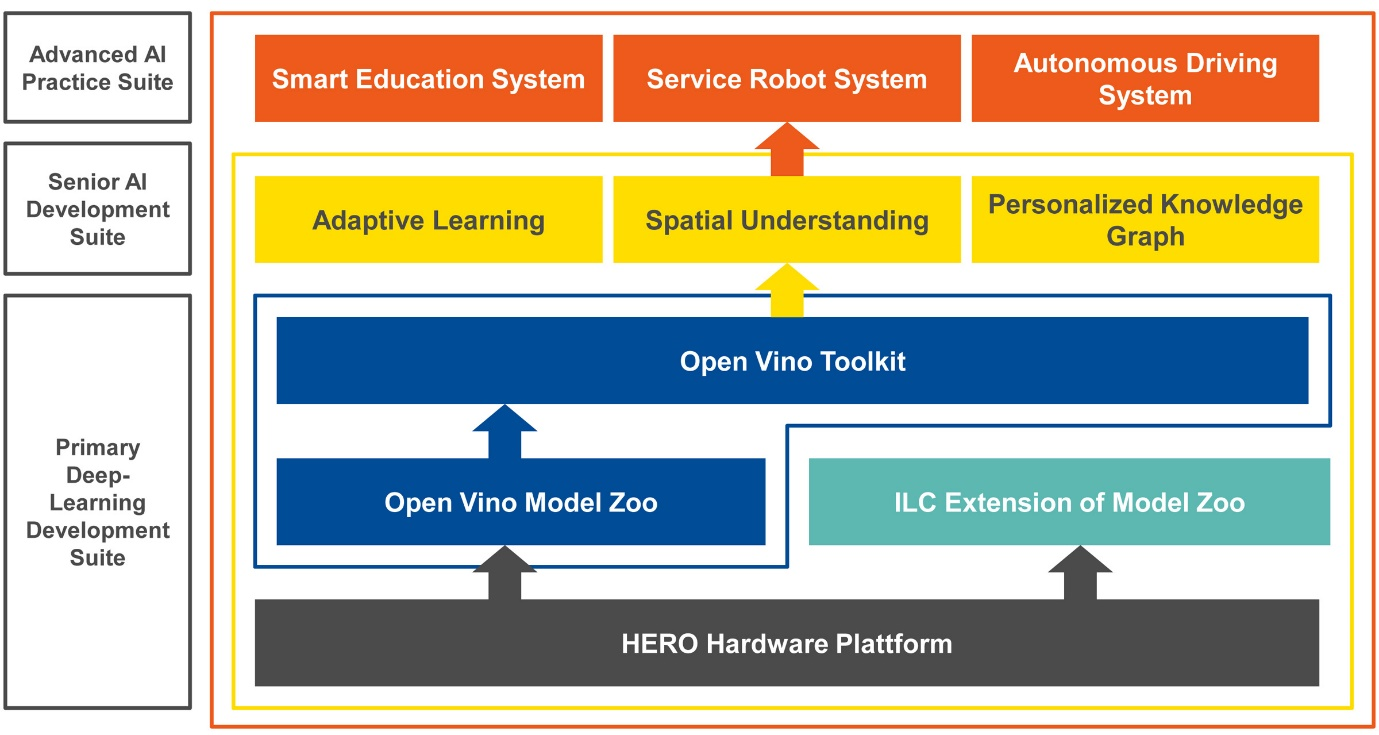 Advanced AI
Practice Suite
Smart Education System
Service Robot System
Autonomous Driving
System
Senior AI
Development
Suite
Adaptive Learning
Spatial Understanding
Personalized Knowledge
Graph
Primary
Deep-
Learning
Development
Suite
Open Vino Toolkit
Open Vino Model Zoo
ILC Extension of Model Zoo
HERO Hardware Plattform